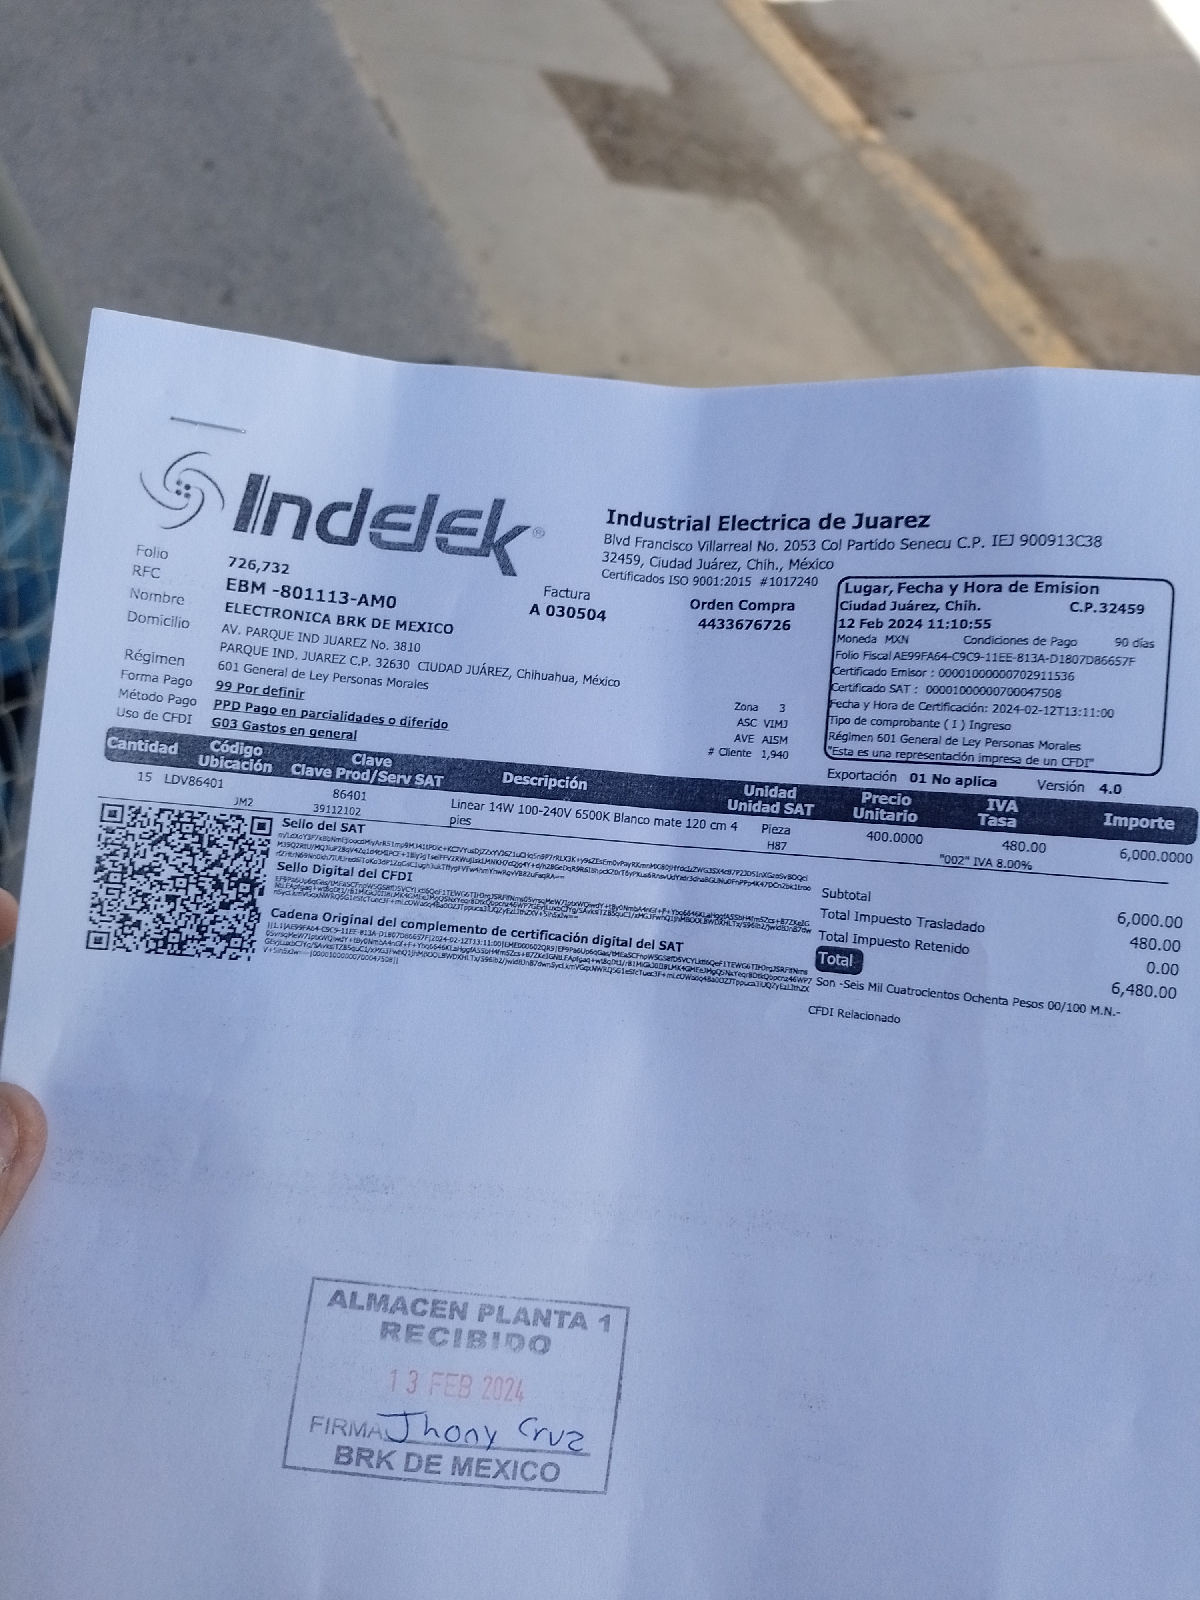 Indelek®
Industrial Electrica de Juarez
Blvd Francisco Villarreal No. 2053 Col Partido Senecu C.P. IEJ 900913C38
32459, Ciudad Juárez, Chih., México
Certificados ISO 9001:2015 #1017240
Folio 726,732
RFC EBM -801113-AM0
Nombre ELECTRONICA BRK DE MEXICO
Domicilio AV. PARQUE IND JUAREZ No. 3810
PARQUE IND. JUAREZ C.P. 32630 CIUDAD JUÁREZ, Chihuahua, México
Régimen 601 General de Ley Personas Morales
Forma Pago 99 Por definir
Método Pago PPD Pago en parcialidades o diferido
Uso de CFDI G03 Gastos en general
Factura
A 030504
Orden Compra
4433676726
Zona 3
ASC VIMJ
AVE AISM
# Cliente 1,940
Lugar, Fecha y Hora de Emision
Ciudad Juárez, Chih. C.P.32459
12 Feb 2024 11:10:55
Moneda MXN Condiciones de Pago 90 días
Folio Fiscal AE99FA64-C9C9-11EE-813A-D1807D86657F
Certificado Emisor : 00001000000702911536
Certificado SAT : 00001000000700047508
Fecha y Hora de Certificación: 2024-02-12T13:11:00
Tipo de comprobante ( I ) Ingreso
Régimen 601 General de Ley Personas Morales
"Esta es una representación impresa de un CFDI"
Exportación 01 No aplica Versión 4.0
Cantidad Código Ubicación Clave Clave Prod/Serv SAT Descripción Unidad Unidad SAT Precio Unitario IVA Tasa Importe
15 LDV86401 86401 Linear 14W 100-240V 6500K Blanco mate 120 cm 4 Pieza 400.0000 480.00 6,000.0000
JM2 39112102 pies H87 "002" IVA 8.00%
Sello del SAT
Sello Digital del CFDI
Cadena Original del complemento de certificación digital del SAT
Subtotal 6,000.00
Total Impuesto Trasladado 480.00
Total Impuesto Retenido 0.00
Total 6,480.00
Son -Seis Mil Cuatrocientos Ochenta Pesos 00/100 M.N.-
CFDI Relacionado
ALMACEN PLANTA 1
RECIBIDO
13 FEB 2024
FIRMA Jhony Cruz
BRK DE MEXICO